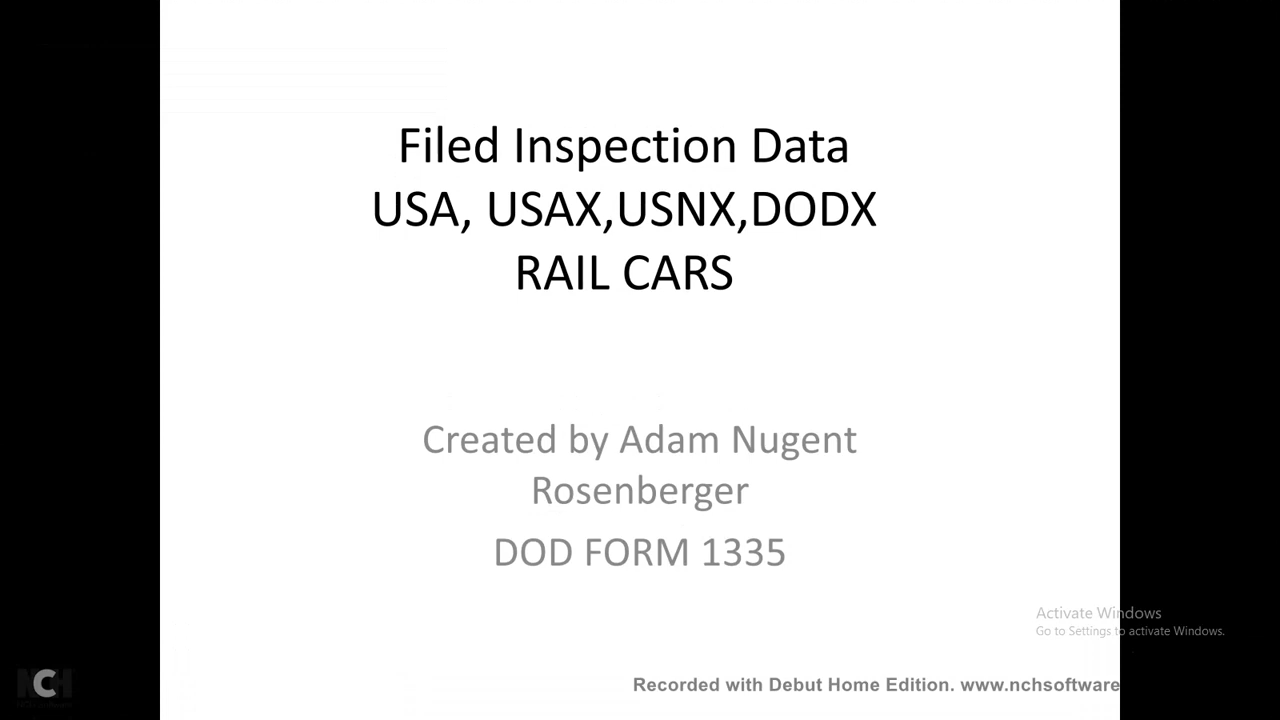 Filed Inspection Data
USA, USAX,USNX,DODX
RAIL CARS
Created by Adam Nugent
Rosenberger
DOD FORM 1335
Activate Windows
Go to Settings to activate Windows.
NCH
Recorded with Debut Home Edition. www.nchsoftware